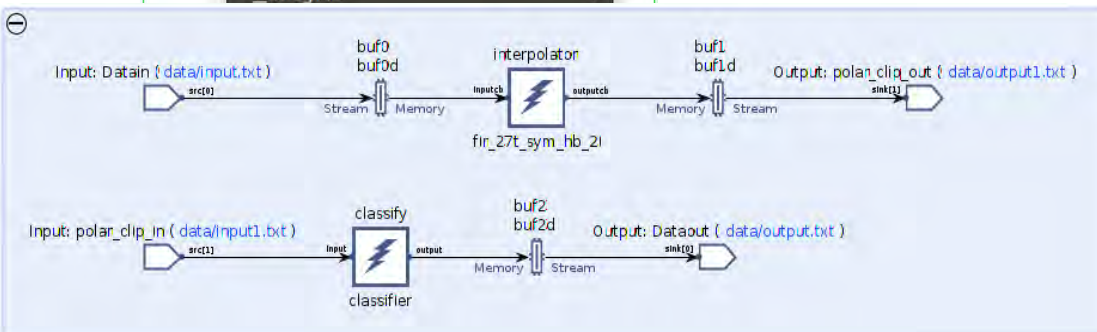 buf0
buf0d
interpolator
buf1
buf1d
Input: Datain ( data/input.txt )
Output: polar_clip_out ( data/output1.txt )
src[0]
Stream
Memory
inputcb
outputcb
Memory
Stream
sink[1]
fir_27t_sym_hb_2i
classify
buf2
buf2d
Input: polar_clip_in ( data/input1.txt )
Output: Dataout ( data/output.txt )
src[1]
input
output
Memory
Stream
sink[0]
classifier